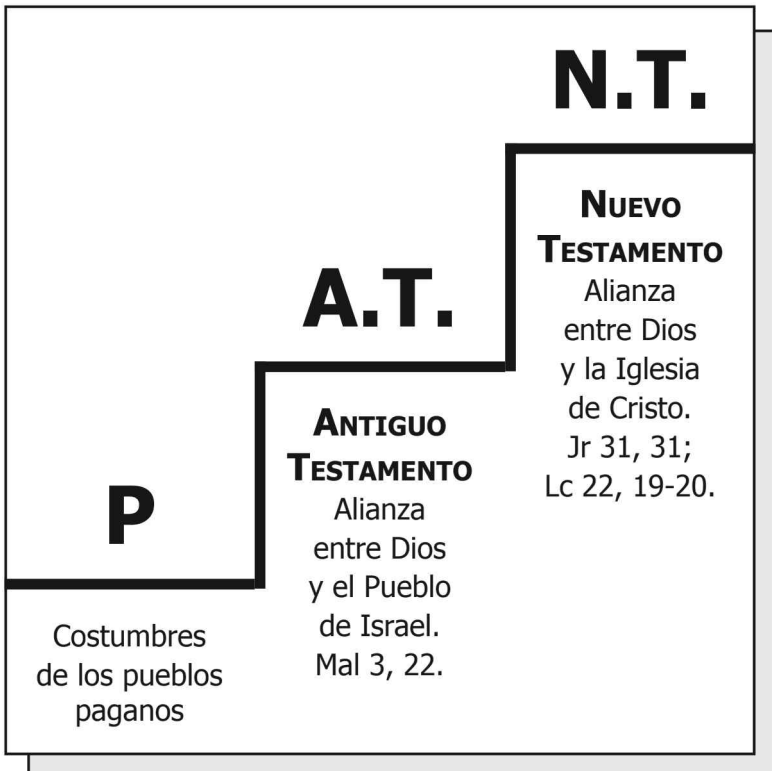 P
Costumbres
de los pueblos
paganos
A.T.
ANTIGUO
TESTAMENTO
Alianza
entre Dios
y el Pueblo
de Israel.
Mal 3, 22.
N.T.
NUEVO
TESTAMENTO
Alianza
entre Dios
y la Iglesia
de Cristo.
Jr 31, 31;
Lc 22, 19-20.